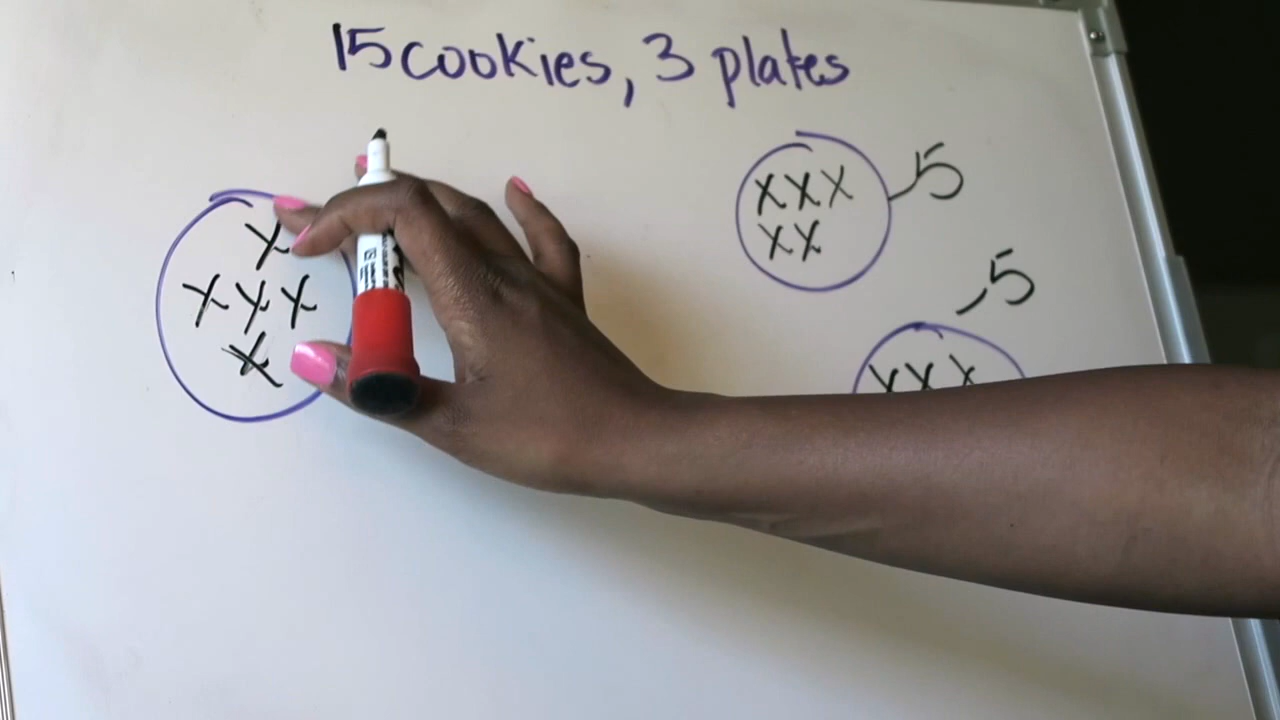 15 cookies, 3 plates
X X X 5
X X
X
X X X
X
5
X X X